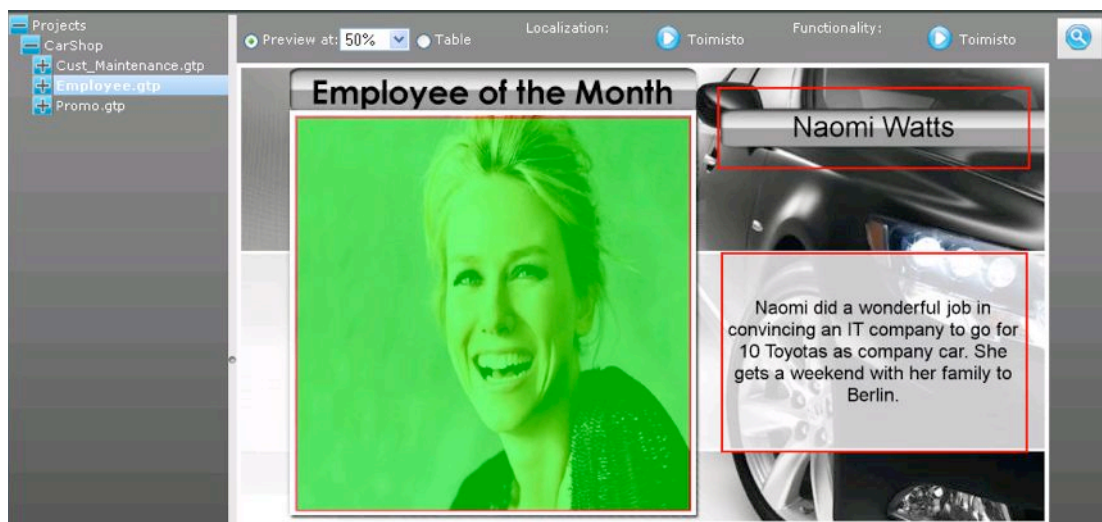 Projects
CarShop
Cust_Maintenance.gtp
Employee.gtp
Promo.gtp
Preview at: 50% Table Localization: Toimisto Functionality: Toimisto
Employee of the Month
Naomi Watts
Naomi did a wonderful job in
convincing an IT company to go for
10 Toyotas as company car. She
gets a weekend with her family to
Berlin.